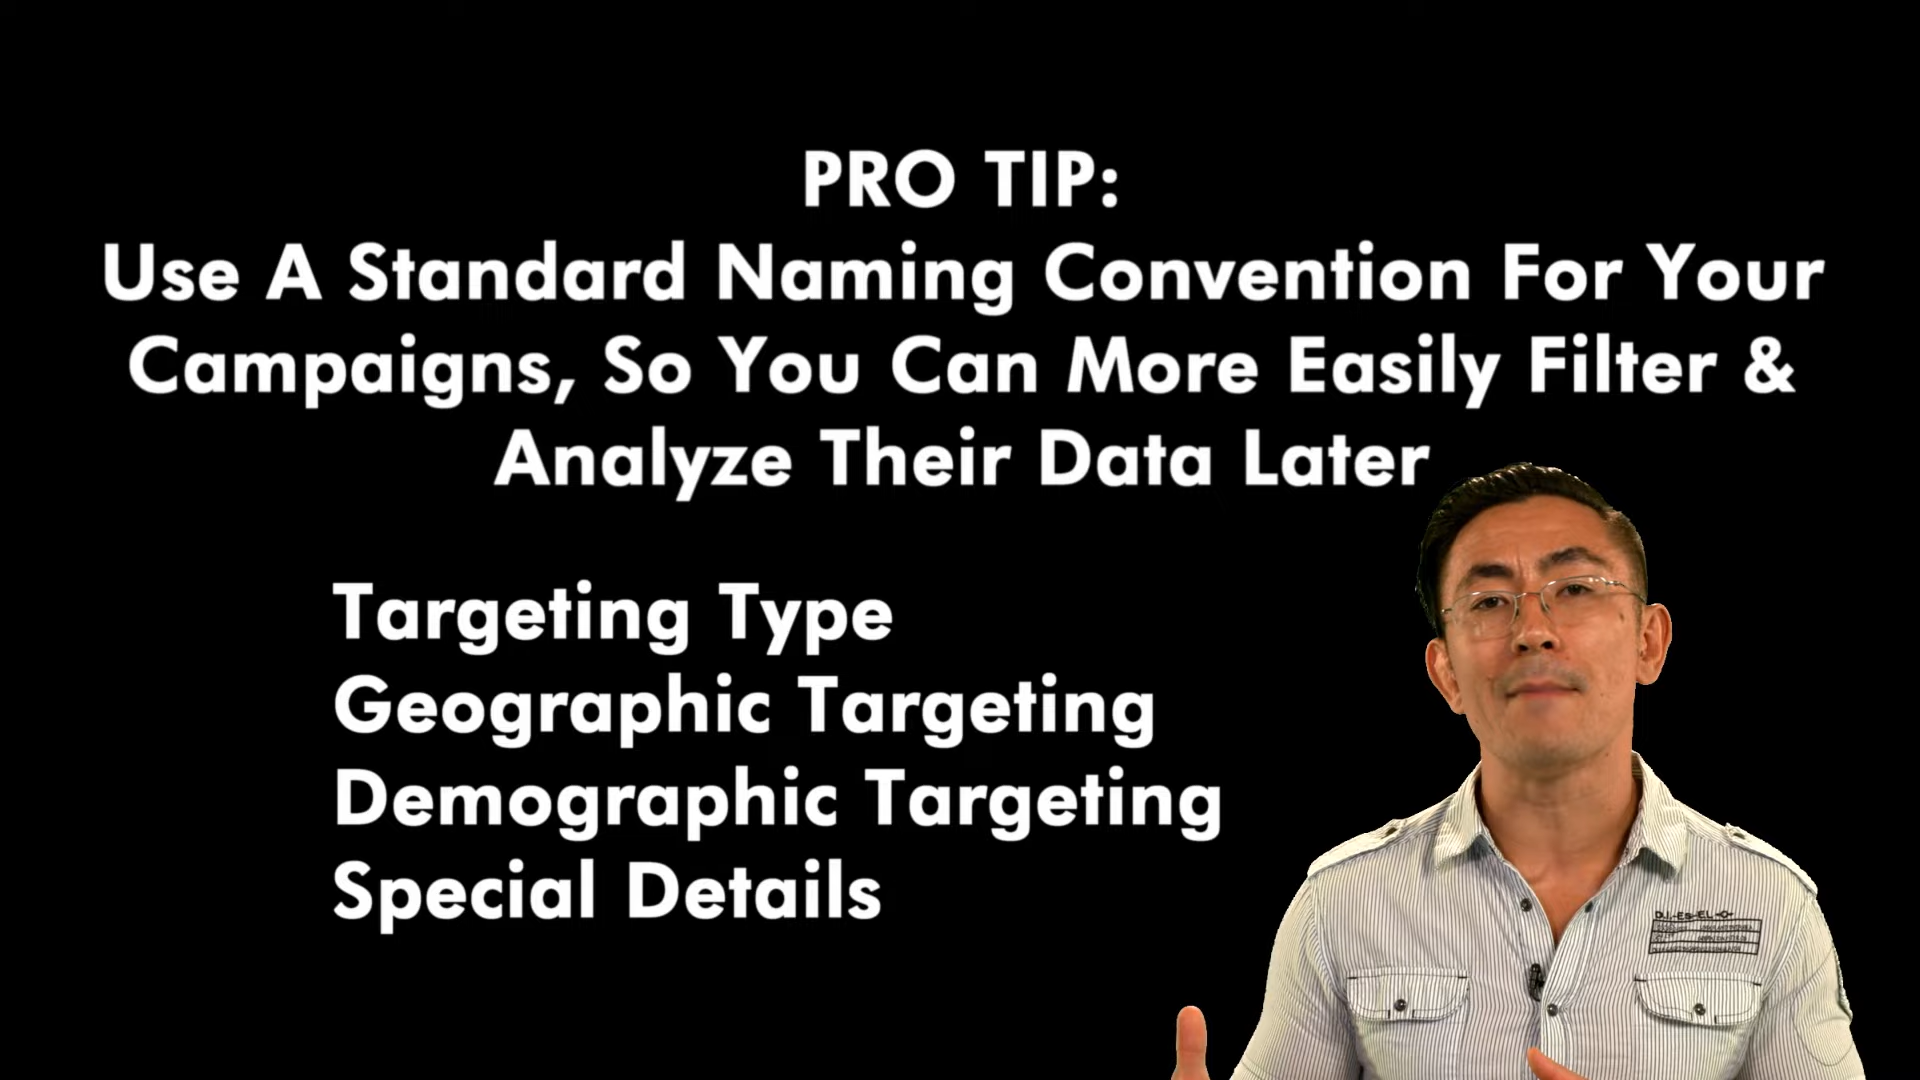 PRO TIP:
Use A Standard Naming Convention For Your
Campaigns, So You Can More Easily Filter &
Analyze Their Data Later
Targeting Type
Geographic Targeting
Demographic Targeting
Special Details